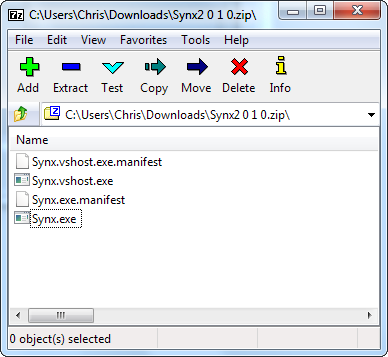 7z C:\Users\Chris\Downloads\Synx2 0 1 0.zip\
File Edit View Favorites Tools Help
Add Extract Test Copy Move Delete Info
Z C:\Users\Chris\Downloads\Synx2 0 1 0.zip\
Name
Synx.vshost.exe.manifest
Synx.vshost.exe
Synx.exe.manifest
Synx.exe
0 object(s) selected